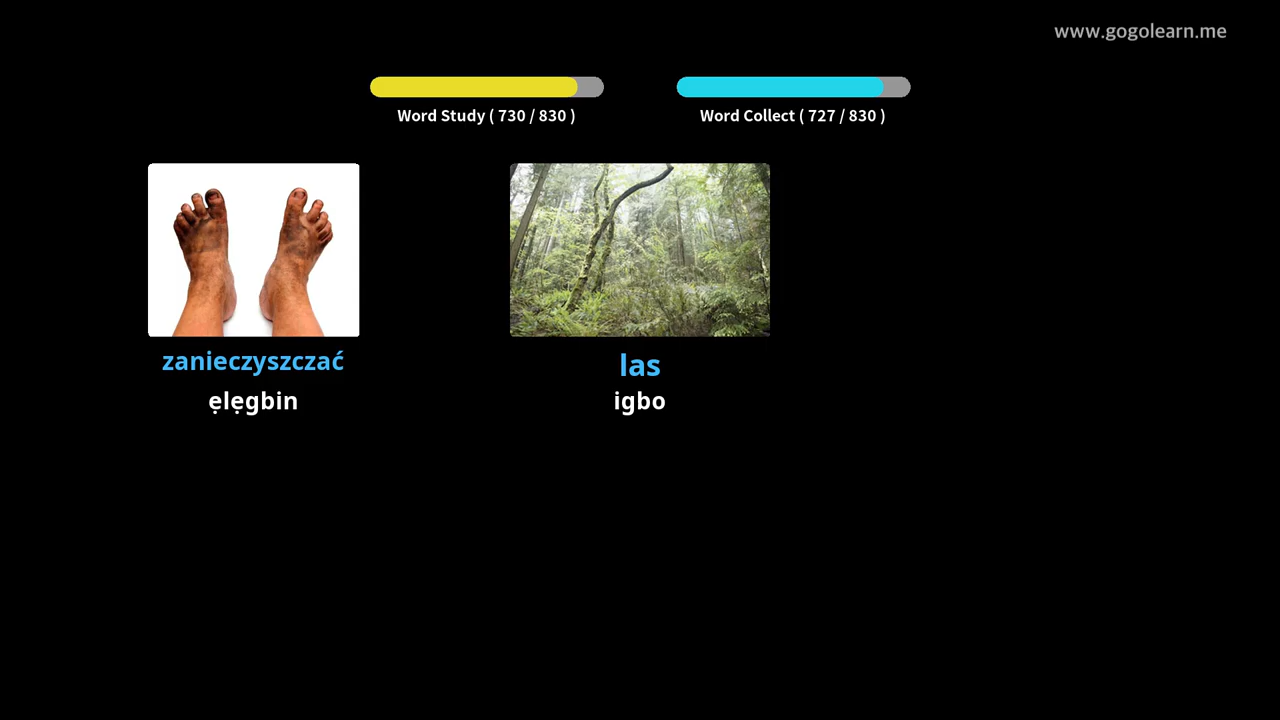 www.gogolearn.me
Word Study ( 730 / 830 )
Word Collect ( 727 / 830 )
zanieczyszczać
ẹlẹgbin
las
igbo